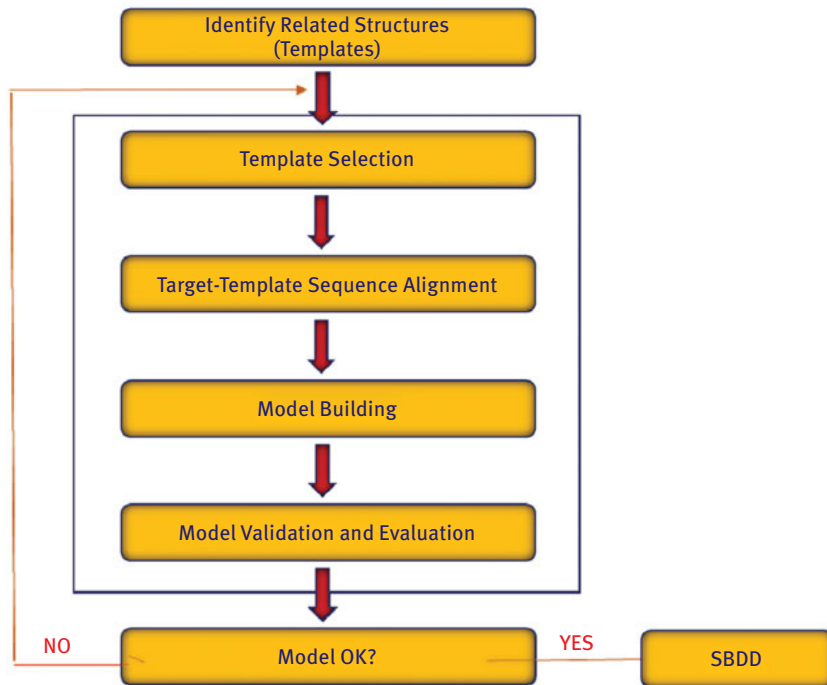 Identify Related Structures
(Templates)
Template Selection
Target-Template Sequence Alignment
Model Building
Model Validation and Evaluation
NO
Model OK?
YES
SBDD